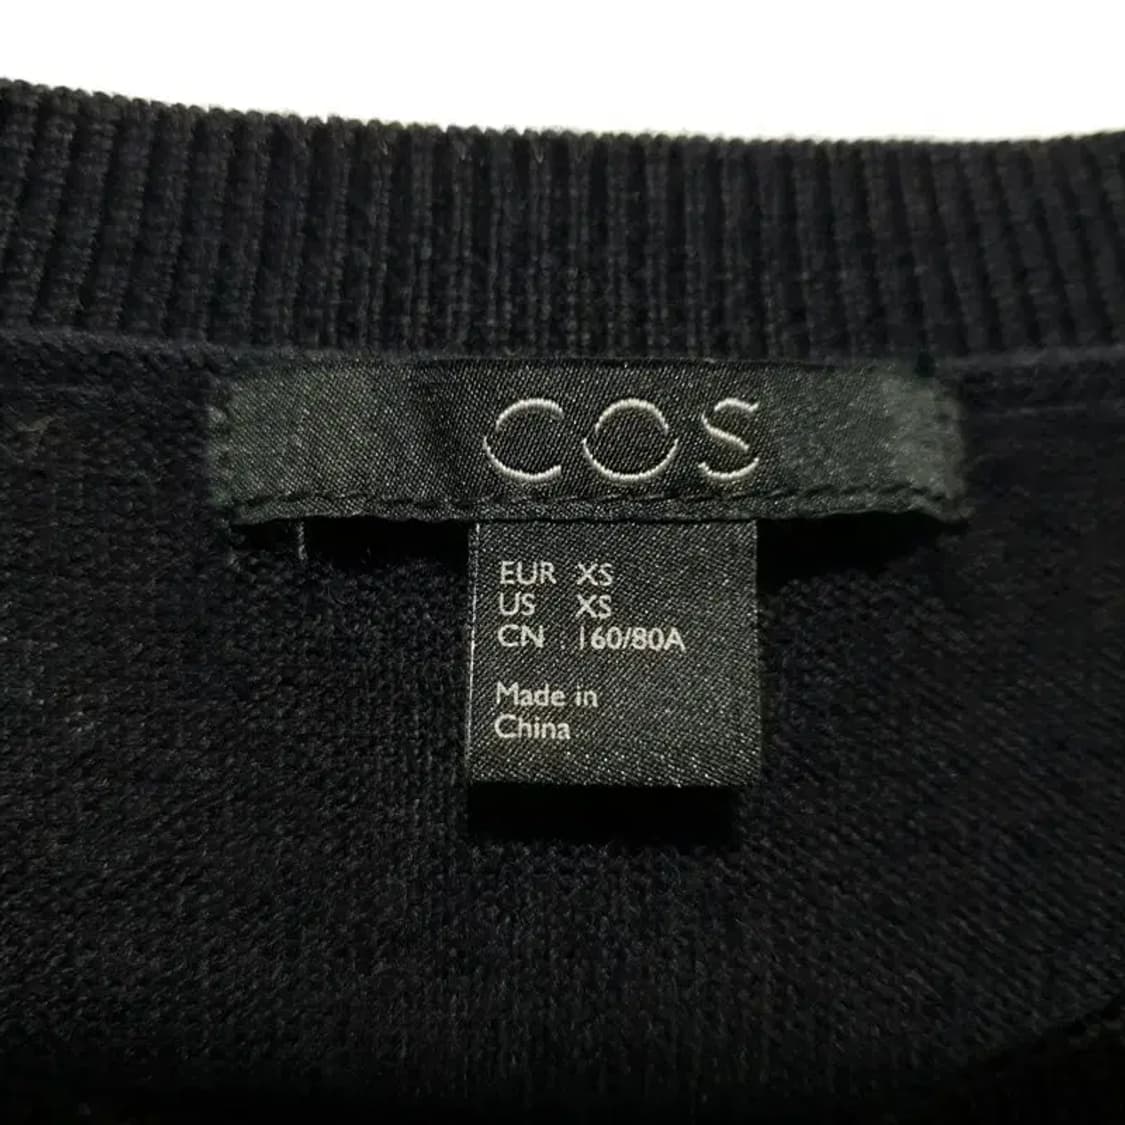 COS
EUR XS
US XS
CN 160/80A
Made in
China